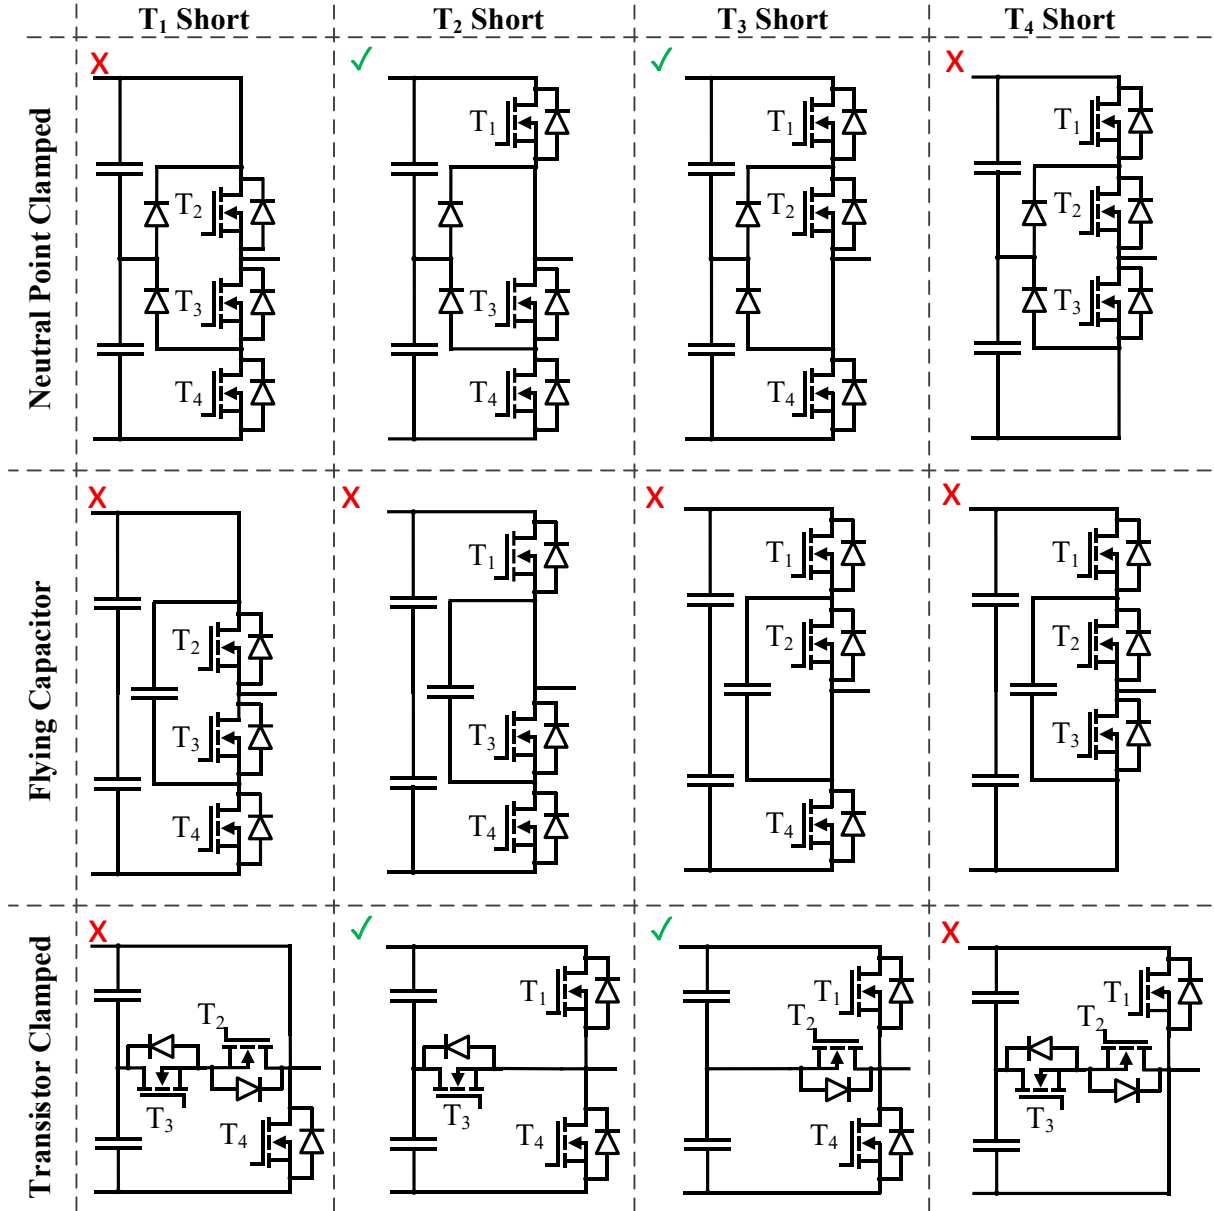 T₁ Short T₂ Short T₃ Short T₄ Short
Neutral Point Clamped
X ✓ ✓ X
T₁ T₁ T₁
T₂ T₂ T₂
T₃ T₃ T₃
T₄ T₄ T₄
Flying Capacitor
X X X X
T₁ T₁ T₁
T₂ T₂ T₂
T₃ T₃ T₃
T₄ T₄ T₄
Transistor Clamped
X ✓ ✓ X
T₁ T₁ T₁
T₂ T₂ T₂
T₃ T₃ T₃
T₄ T₄ T₄